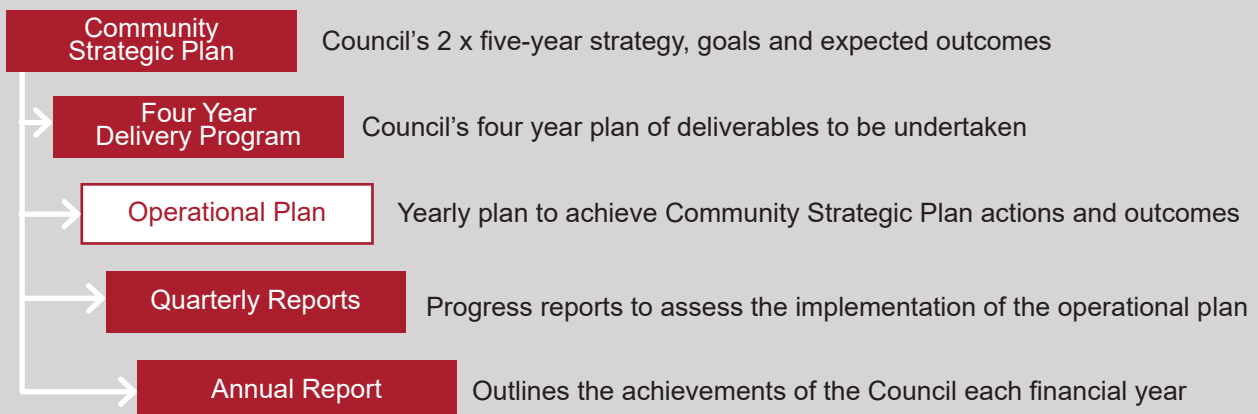 Community
Strategic Plan
Council’s 2 x five-year strategy, goals and expected outcomes
Four Year
Delivery Program
Council’s four year plan of deliverables to be undertaken
Operational Plan
Yearly plan to achieve Community Strategic Plan actions and outcomes
Quarterly Reports
Progress reports to assess the implementation of the operational plan
Annual Report
Outlines the achievements of the Council each financial year